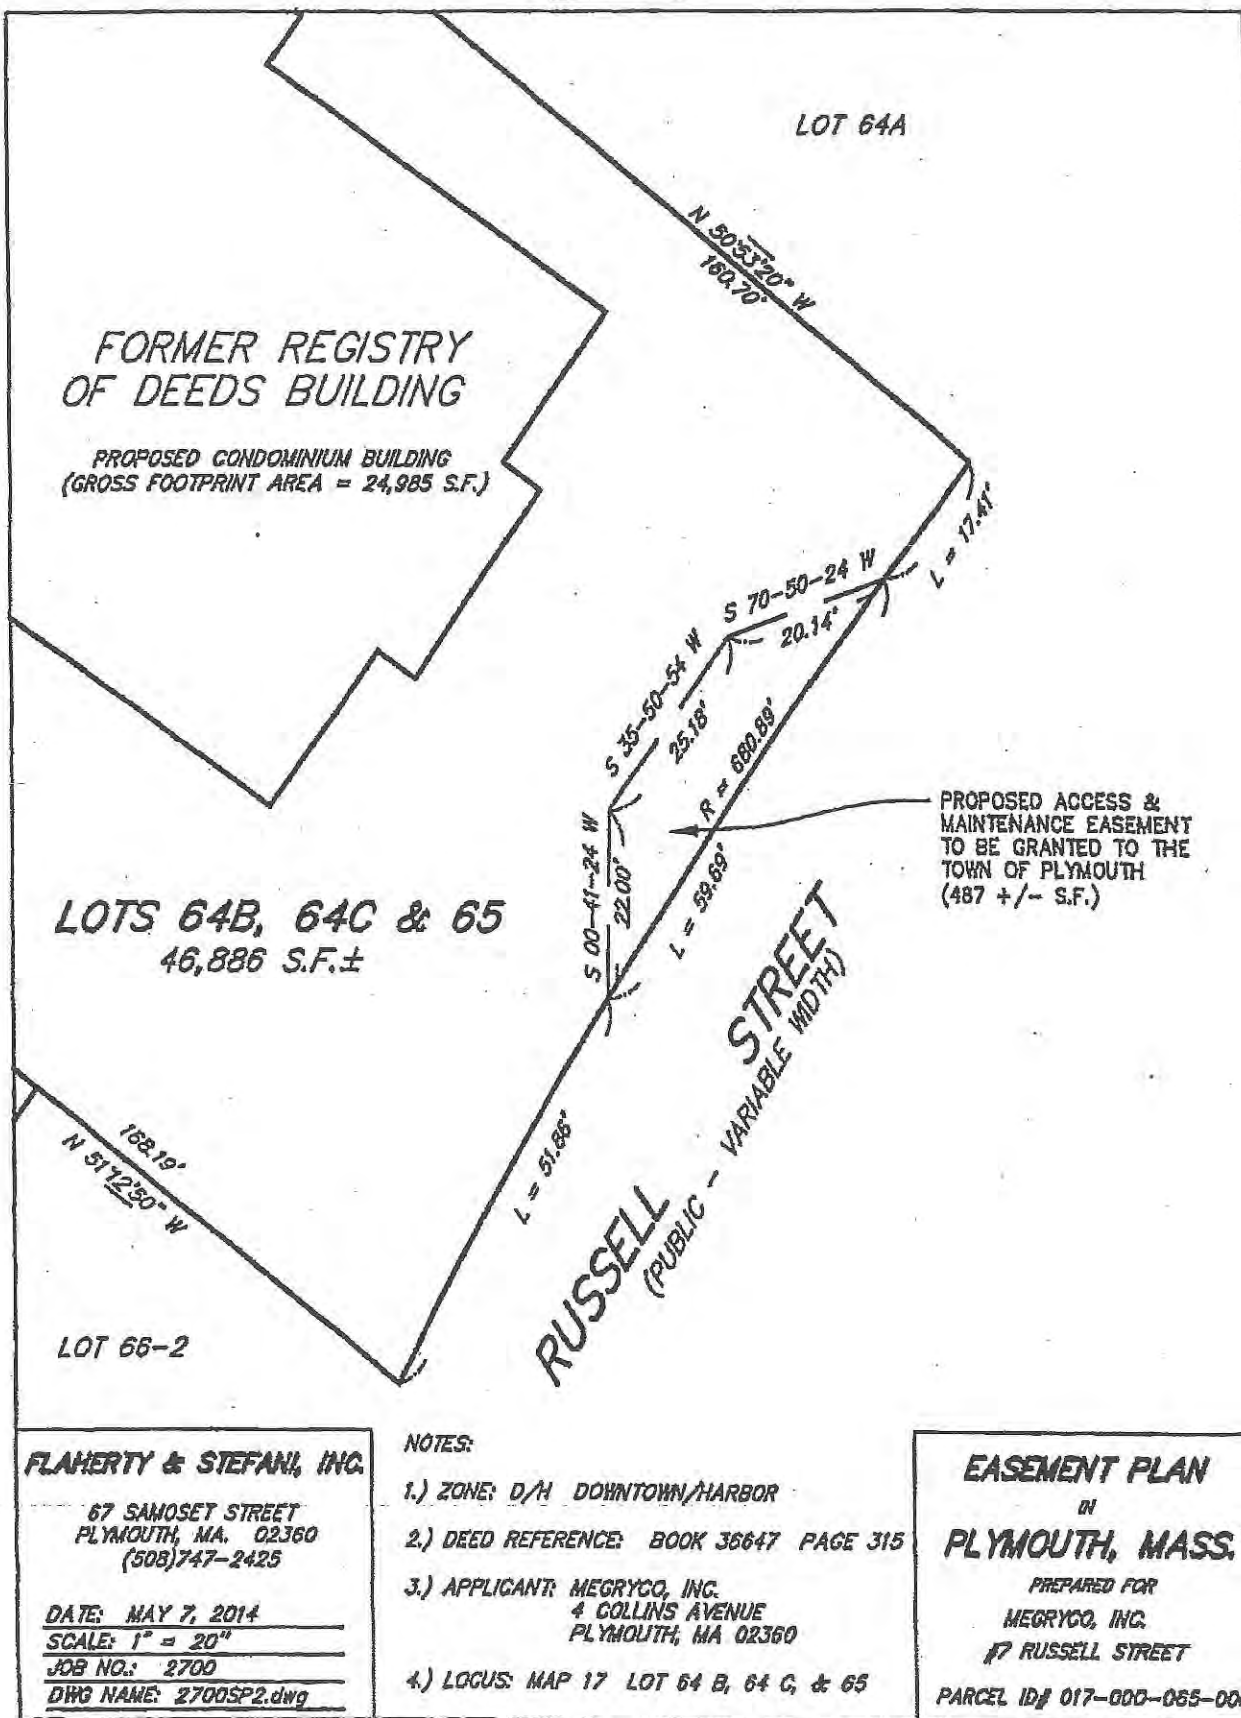 LOT 64A
N 50°53'20" W
160.70'
FORMER REGISTRY
OF DEEDS BUILDING
PROPOSED CONDOMINIUM BUILDING
(GROSS FOOTPRINT AREA = 24,985 S.F.)
L = 17.41'
S 70-50-24 W
20.14'
S 35-50-54 W
25.18'
R = 680.89'
L = 59.69'
S 00-41-24 W
22.00'
PROPOSED ACCESS &
MAINTENANCE EASEMENT
TO BE GRANTED TO THE
TOWN OF PLYMOUTH
(487 +/- S.F.)
LOTS 64B, 64C & 65
46,886 S.F.±
RUSSELL STREET
(PUBLIC - VARIABLE WIDTH)
L = 51.86'
168.19'
N 51°12'50" W
LOT 66-2
FLAHERTY & STEFANI, INC.
67 SAMOSET STREET
PLYMOUTH, MA. 02360
(508)747-2425
DATE: MAY 7, 2014
SCALE: 1" = 20"
JOB NO.: 2700
DWG NAME: 2700SP2.dwg
NOTES:
1.) ZONE: D/H DOWNTOWN/HARBOR
2.) DEED REFERENCE: BOOK 36647 PAGE 315
3.) APPLICANT: MEGRYCO, INC.
4 COLLINS AVENUE
PLYMOUTH, MA 02360
4.) LOCUS: MAP 17 LOT 64 B, 64 C, & 65
EASEMENT PLAN
IN
PLYMOUTH, MASS.
PREPARED FOR
MEGRYCO, INC.
#7 RUSSELL STREET
PARCEL ID# 017-000-065-00